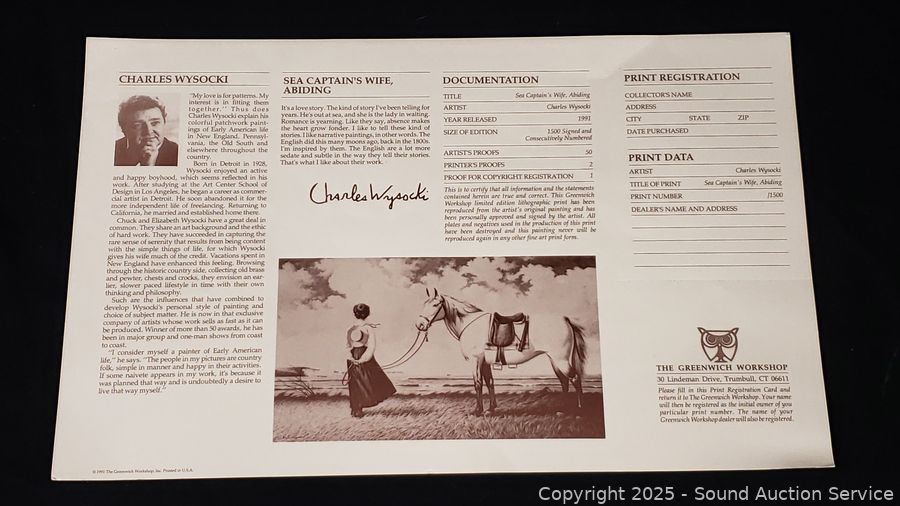 CHARLES WYSOCKI
"My love is for patterns. My
interest is in fitting them
together." Thus does
Charles Wysocki explain his
colorful patchwork paint-
ings of Early American life
in New England, Pennsyl-
vania, the Old South and
elsewhere throughout the
country.
Born in Detroit in 1928,
Wysocki enjoyed an active
and happy boyhood, which seems reflected in his
work. After studying at the Art Center School of
Design in Los Angeles, he began a career as commer-
cial artist in Detroit. He soon abandoned it for the
more independent life of freelancing. Returning to
California, he married and established home there.
Chuck and Elizabeth Wysocki have a great deal in
common. They share an art background and the ethic
of hard work. They have succeeded in capturing the
rare sense of serenity that results from being content
with the simple things of life, for which Wysocki
gives his wife much of the credit. Vacations spent in
New England have enhanced this feeling. Browsing
through the historic country side, collecting old brass
and pewter, chests and crocks, they envision an ear-
lier, slower paced lifestyle in time with their own
thinking and philosophy.
Such are the influences that have combined to
develop Wysocki's personal style of painting and
choice of subject matter. He is now in that exclusive
company of artists whose work sells as fast as it can
be produced. Winner of more than 50 awards, he has
been in major group and one-man shows from coast
to coast.
"I consider myself a painter of Early American
life," he says. "The people in my pictures are country
folk, simple in manner and happy in their activities.
If some naivete appears in my work, it's because it
was planned that way and is undoubtedly a desire to
live that way myself."
© 1991 The Greenwich Workshop, Inc. Printed in U.S.A.
SEA CAPTAIN'S WIFE,
ABIDING
It's a love story. The kind of story I've been telling for
years. He's out at sea, and she is the lady in waiting.
Romance is yearning. Like they say, absence makes
the heart grow fonder. I like to tell these kind of
stories. I like narrative paintings, in other words. The
English did this many moons ago, back in the 1800s.
I'm inspired by them. The English are a lot more
sedate and subtle in the way they tell their stories.
That's what I like about their work.
Charles Wysocki
DOCUMENTATION
TITLE Sea Captain's Wife, Abiding
ARTIST Charles Wysocki
YEAR RELEASED 1991
SIZE OF EDITION 1500 Signed and
Consecutively Numbered
ARTIST'S PROOFS 50
PRINTER'S PROOFS 2
PROOF FOR COPYRIGHT REGISTRATION 1
This is to certify that all information and the statements
contained herein are true and correct. This Greenwich
Workshop limited edition lithographic print has been
reproduced from the artist's original painting and has
been personally approved and signed by the artist. All
plates and negatives used in the production of this print
have been destroyed and this painting never will be
reproduced again in any other fine art print form.
PRINT REGISTRATION
COLLECTOR'S NAME
ADDRESS
CITY STATE ZIP
DATE PURCHASED
PRINT DATA
ARTIST Charles Wysocki
TITLE OF PRINT Sea Captain's Wife, Abiding
PRINT NUMBER /1500
DEALER'S NAME AND ADDRESS
THE GREENWICH WORKSHOP
30 Lindeman Drive, Trumbull, CT 06611
Please fill in this Print Registration Card and
return it to The Greenwich Workshop. Your name
will then be registered as the initial owner of you
particular print number. The name of your
Greenwich Workshop dealer will also be registered.
Copyright 2025 - Sound Auction Service